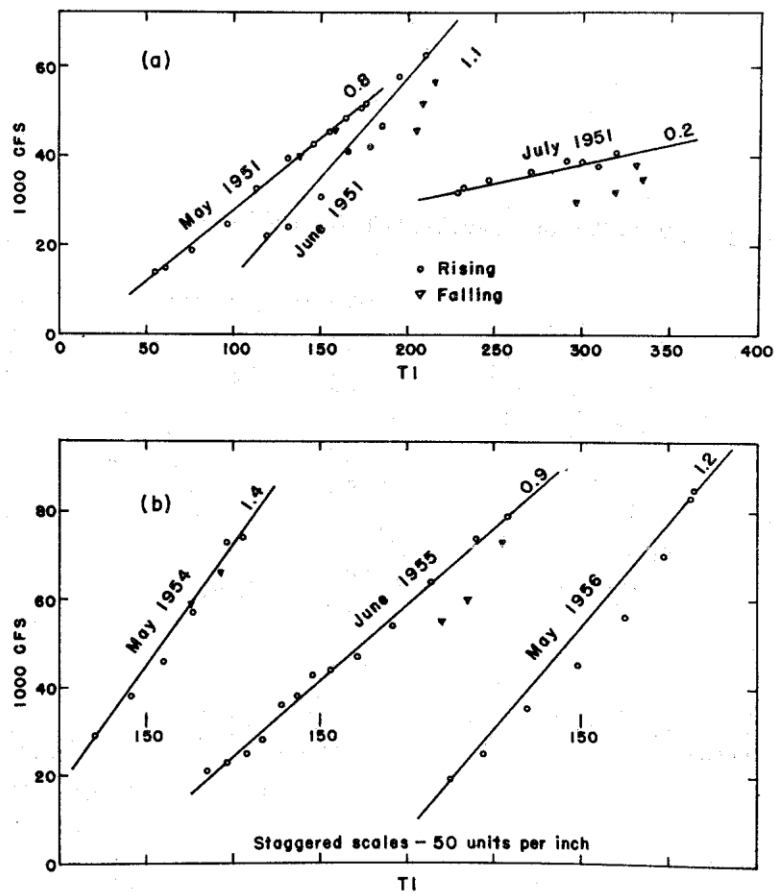 (a)
60
40
20
0
1000 CFS
May 1951
0.8
June 1951
1.1
July 1951
0.2
Rising
Falling
0 50 100 150 200 250 300 350 400
TI
(b)
80
60
40
20
0
1000 CFS
May 1954
1.4
June 1955
0.9
May 1956
1.2
150 150 150
Staggered scales – 50 units per inch
TI